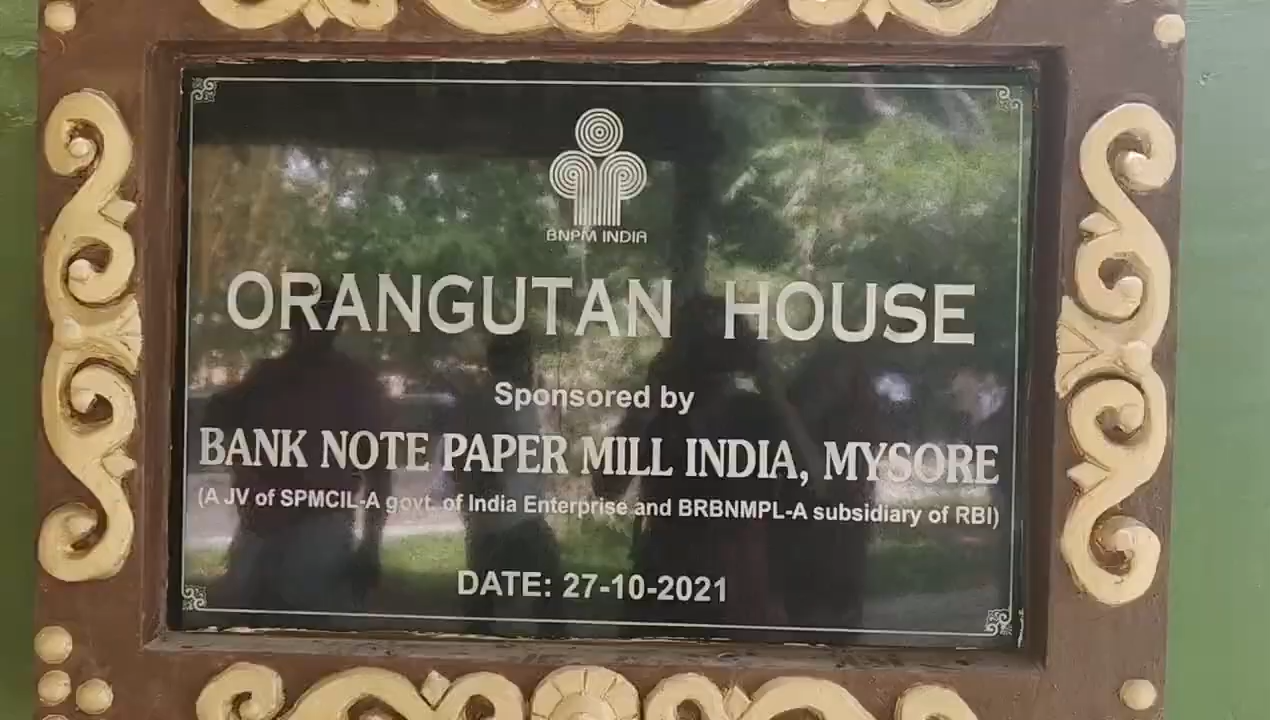 BNPM INDIA
ORANGUTAN HOUSE
Sponsored by
BANK NOTE PAPER MILL INDIA, MYSORE
(A JV of SPMCIL-A govt. of India Enterprise and BRBNMPL-A subsidiary of RBI)
DATE: 27-10-2021